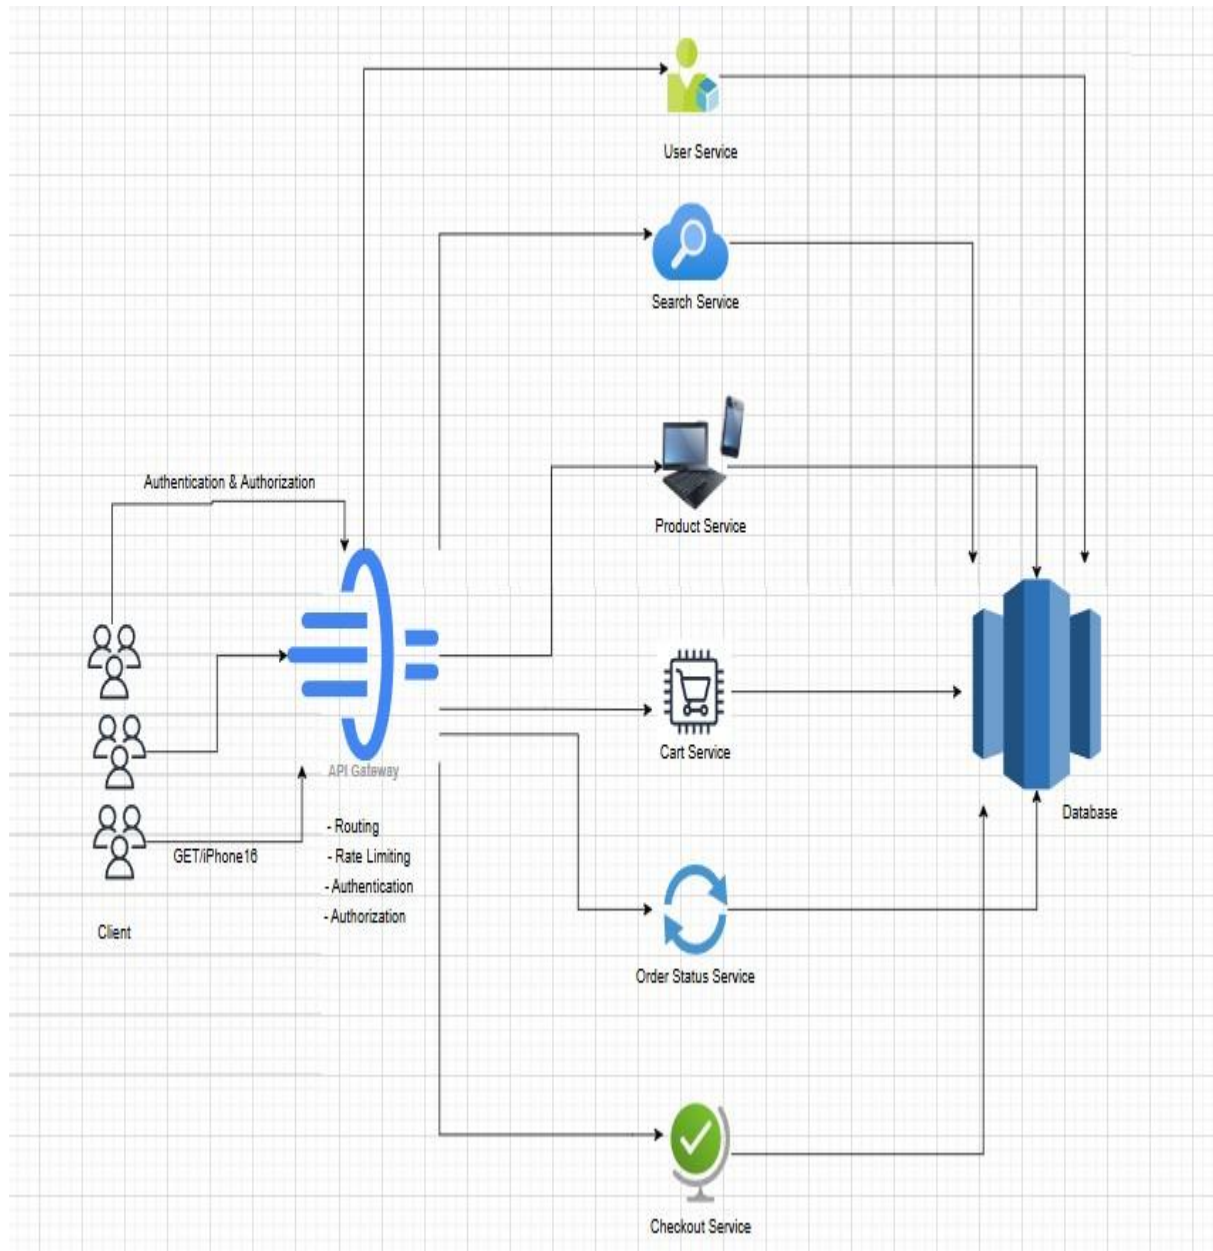 User Service
Search Service
Authentication & Authorization
Product Service
Cart Service
API Gateway
Database
- Routing
GET/iPhone16
- Rate Limiting
- Authentication
- Authorization
Client
Order Status Service
Checkout Service